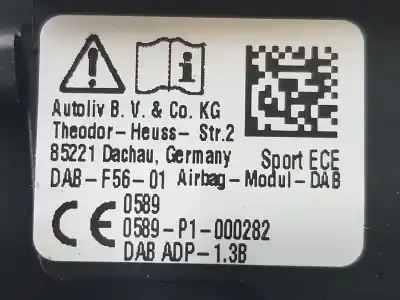 Autoliv B. V. & Co. KG
Theodor-Heuss- Str.2
85221 Dachau, Germany Sport ECE
DAB-F56-01 Airbag-Modul-DAB
CE 0589
0589-P1-000282
DAB ADP-1.3B